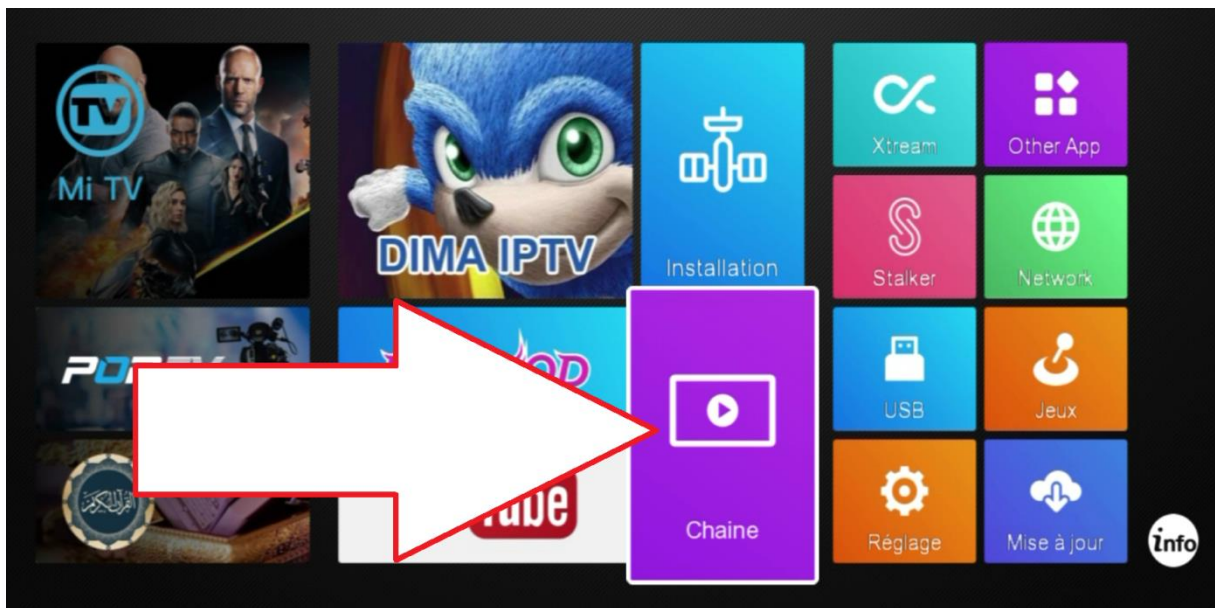 TV
Mi TV
DIMA IPTV
Installation
Xtream
Other App
Stalker
Network
USB
Jeux
Chaine
Réglage
Mise à jour
info